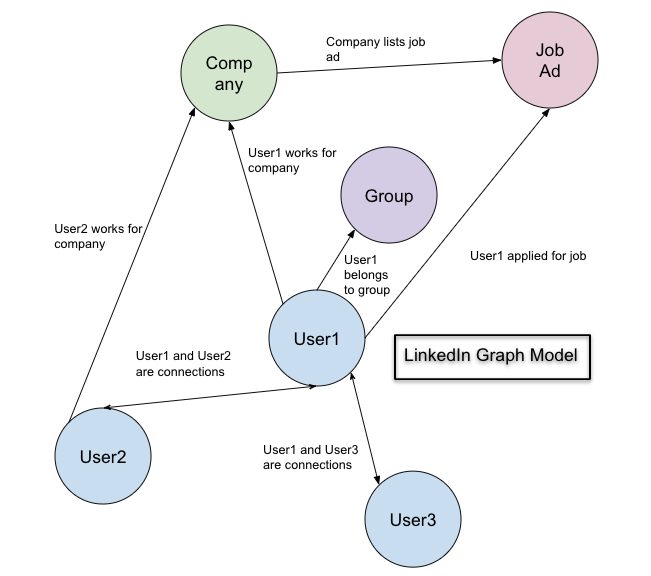 Comp
any
Company lists job
ad
Job
Ad
User1 works for
company
Group
User2 works for
company
User1
belongs
to group
User1 applied for job
User1
LinkedIn Graph Model
User1 and User2
are connections
User2
User1 and User3
are connections
User3